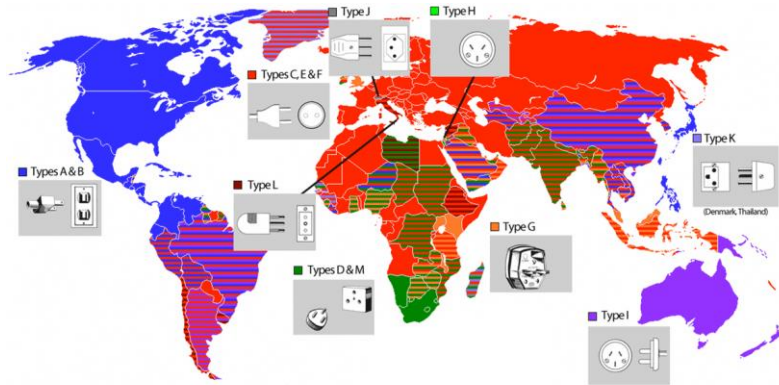 Type J
Type H
Types C, E & F
Type K
(Denmark, Thailand)
Types A & B
Type L
Type G
Types D & M
Type I